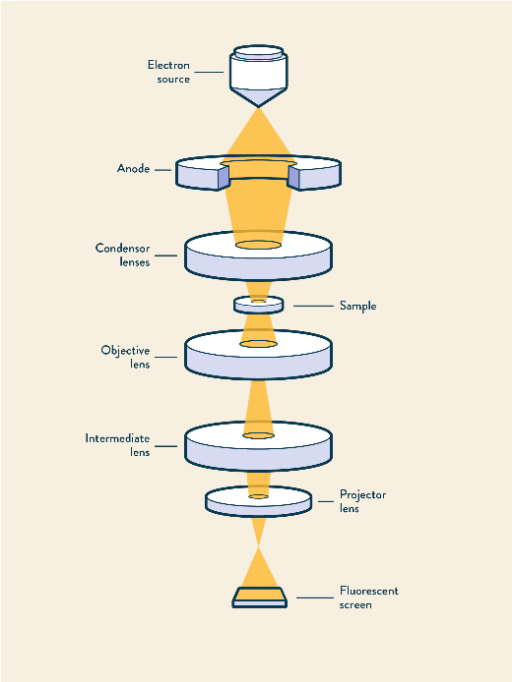 Electron
source
Anode
Condensor
lenses
Sample
Objective
lens
Intermediate
lens
Projector
lens
Fluorescent
screen